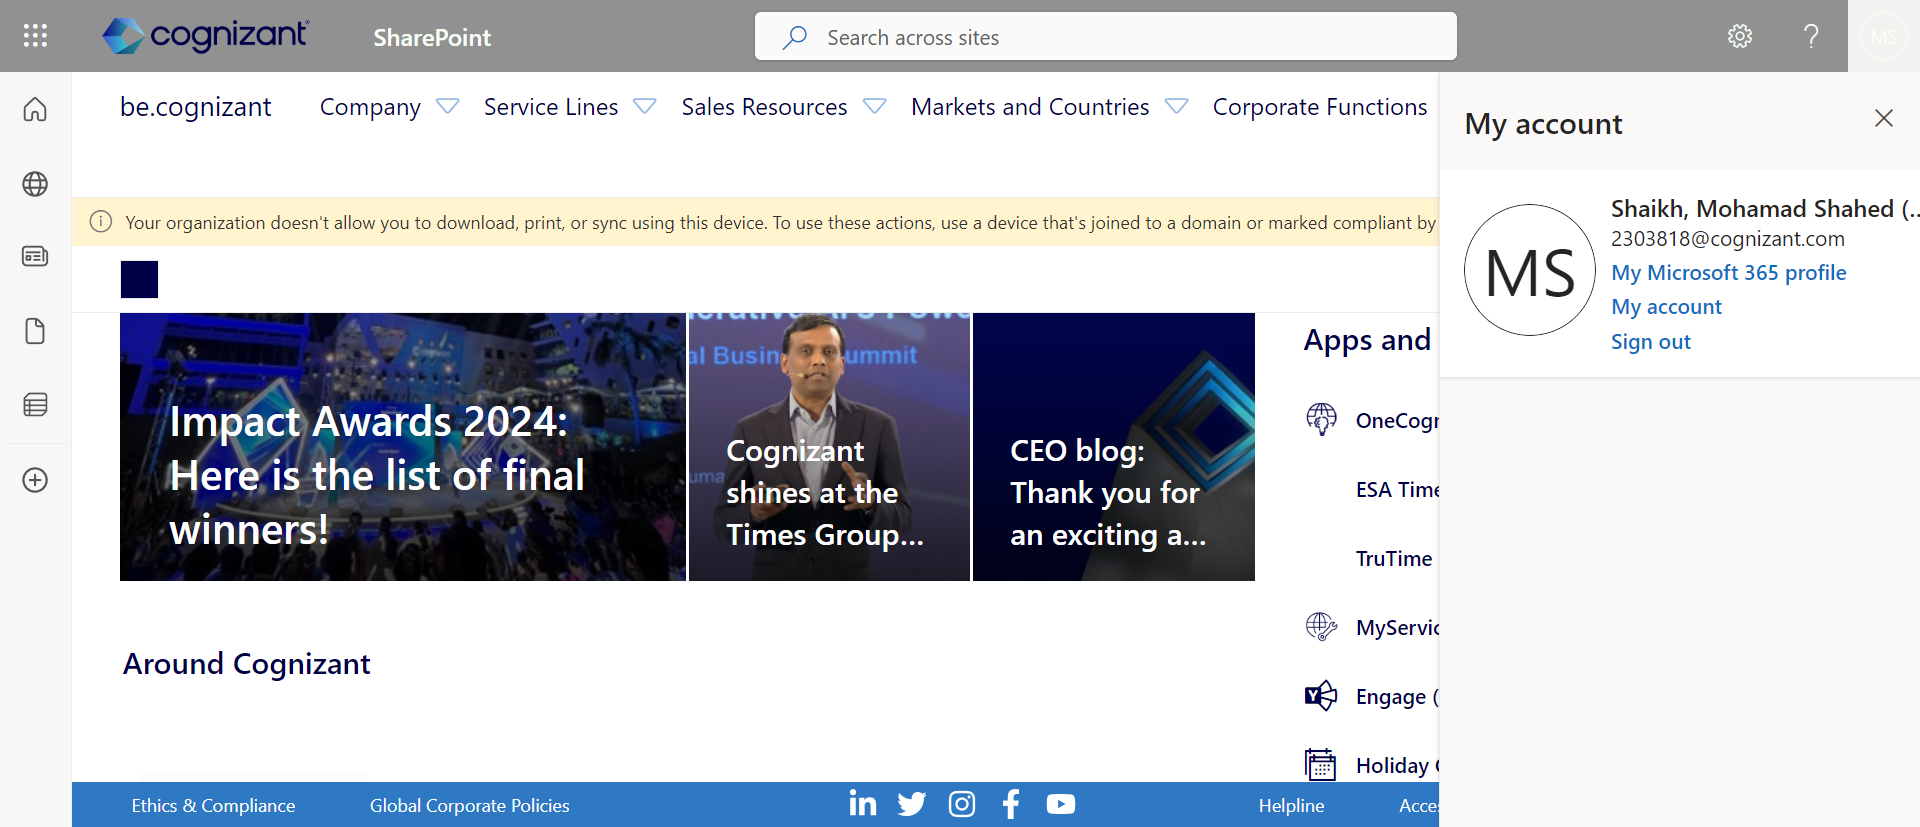 cognizant
SharePoint
Search across sites
MS
be.cognizant
Company
Service Lines
Sales Resources
Markets and Countries
Corporate Functions
My account
Your organization doesn't allow you to download, print, or sync using this device. To use these actions, use a device that's joined to a domain or marked compliant by
MS
Shaikh, Mohamad Shahed (..
2303818@cognizant.com
My Microsoft 365 profile
My account
Sign out
Impact Awards 2024:
Here is the list of final
winners!
al Business Summit
Cognizant
shines at the
Times Group...
CEO blog:
Thank you for
an exciting a...
Apps and
OneCogn
ESA Time
TruTime
MyServic
Engage (
Holiday
Around Cognizant
Ethics & Compliance
Global Corporate Policies
Helpline
Acces